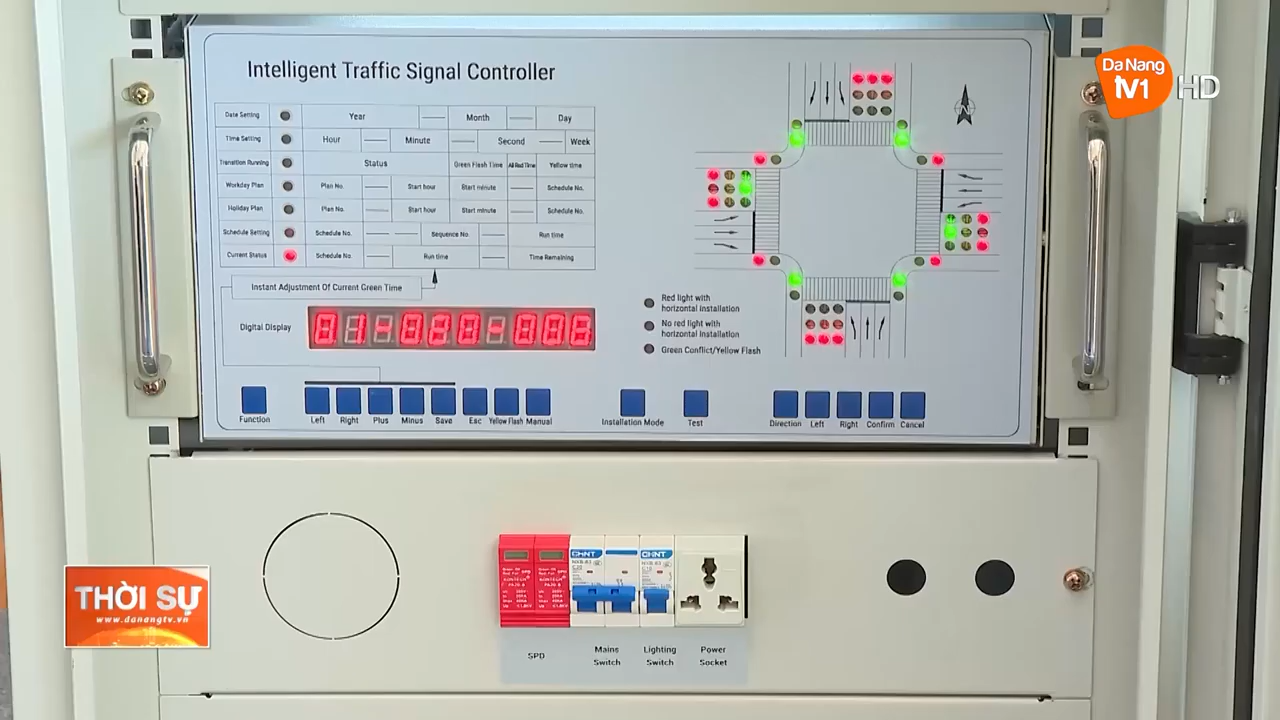 Da Nang
TV1 HD
Intelligent Traffic Signal Controller
Date Setting Year Month Day
Time Setting Hour Minute Second Week
Transition Running Status Green Flash Time All Red Time Yellow time
Workday Plan Plan No. Start hour Start minute Schedule No.
Holiday Plan Plan No. Start hour Start minute Schedule No.
Schedule Setting Schedule No. Sequence No. Run time
Current Status Schedule No. Run time Time Remaining
Instant Adjustment Of Current Green Time
Digital Display
Red light with
horizontal installation
No red light with
horizontal installation
Green Conflict/Yellow Flash
Function Left Right Plus Minus Save Esc Yellow Flash Manual Installation Mode Test Direction Left Right Confirm Cancel
CHNT CHNT
SPD
Mains
Switch
Lighting
Switch
Power
Socket
THỜI SỰ
www.danangtv.vn